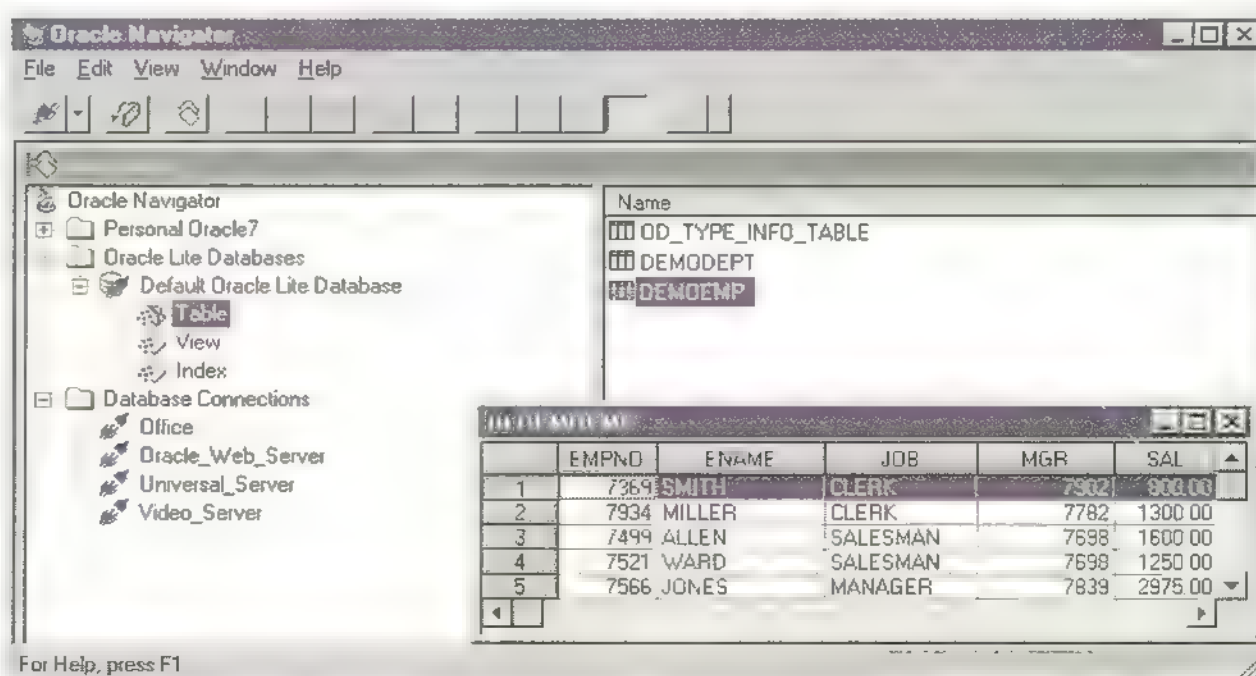 Oracle Navigator
File Edit View Window Help
Oracle Navigator
Personal Oracle7
Oracle Lite Databases
Default Oracle Lite Database
Table
View
Index
Database Connections
Office
Oracle_Web_Server
Universal_Server
Video_Server
Name
OD_TYPE_INFO_TABLE
DEMODEPT
DEMOEMP
EMPNO ENAME JOB MGR SAL
1 7369 SMITH CLERK 7902 800.00
2 7934 MILLER CLERK 7782 1300.00
3 7499 ALLEN SALESMAN 7698 1600.00
4 7521 WARD SALESMAN 7698 1250.00
5 7566 JONES MANAGER 7839 2975.00
For Help, press F1